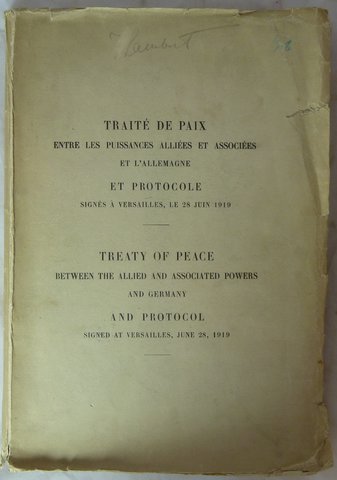 TRAITÉ DE PAIX
ENTRE LES PUISSANCES ALLIÉES ET ASSOCIÉES
ET L'ALLEMAGNE
ET PROTOCOLE
SIGNÉS À VERSAILLES, LE 28 JUIN 1919
TREATY OF PEACE
BETWEEN THE ALLIED AND ASSOCIATED POWERS
AND GERMANY
AND PROTOCOL
SIGNED AT VERSAILLES, JUNE 28, 1919